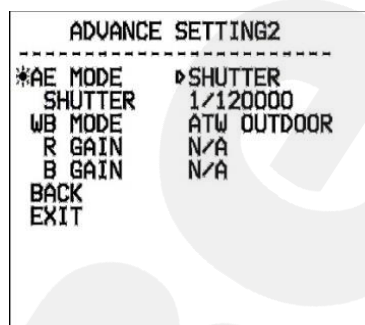 ADVANCE SETTING2
※AE MODE ▷SHUTTER
SHUTTER 1/120000
WB MODE ATW OUTDOOR
R GAIN N/A
B GAIN N/A
BACK
EXIT